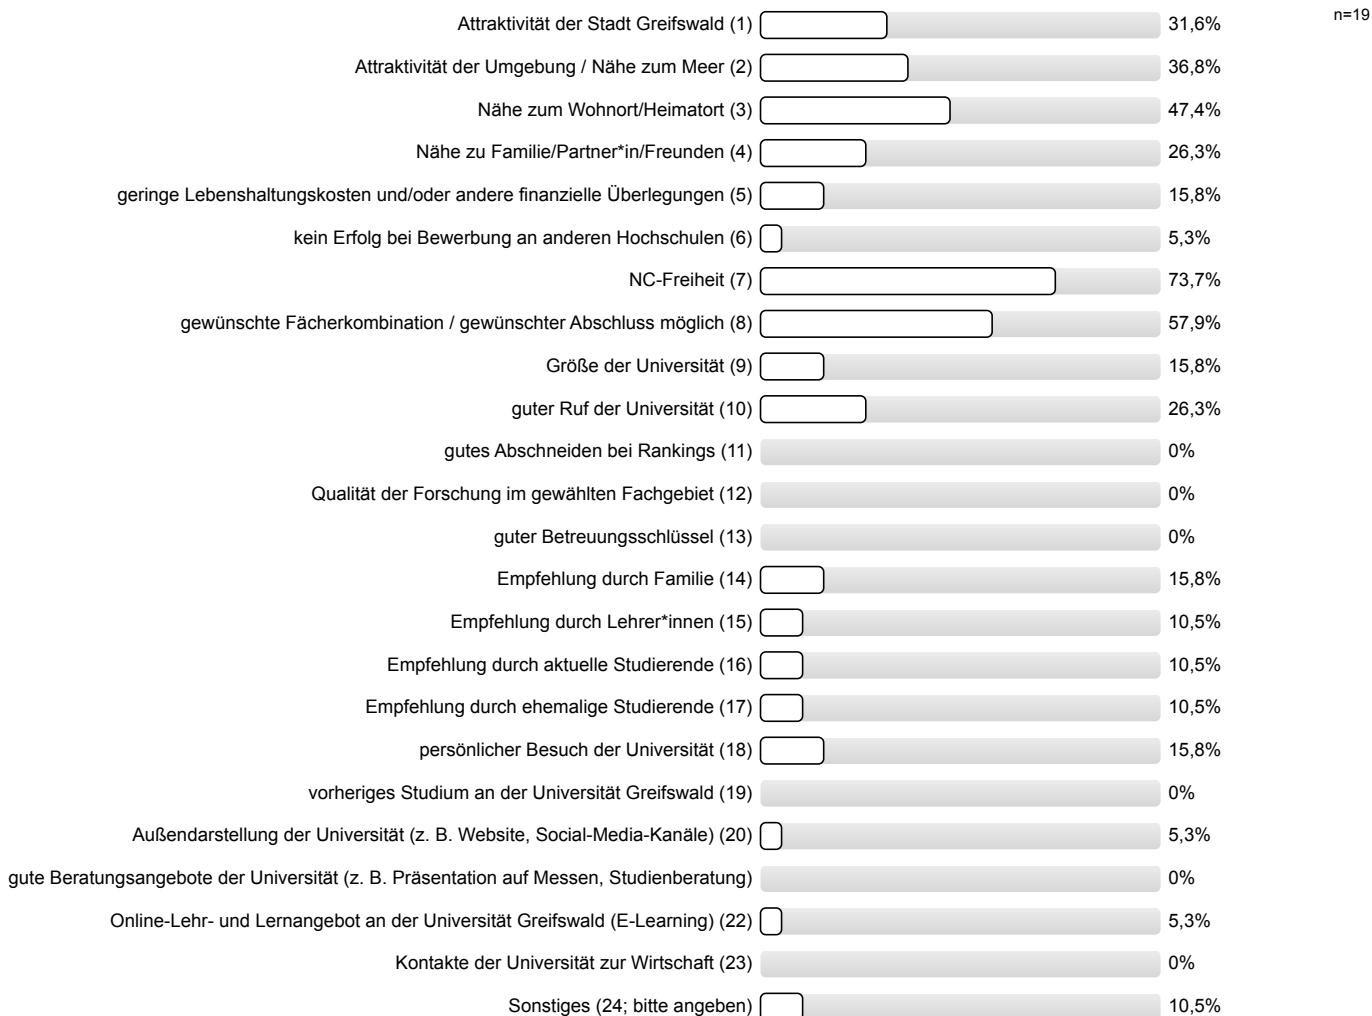 n=19
Attraktivität der Stadt Greifswald (1) 31,6%
Attraktivität der Umgebung / Nähe zum Meer (2) 36,8%
Nähe zum Wohnort/Heimatort (3) 47,4%
Nähe zu Familie/Partner*in/Freunden (4) 26,3%
geringe Lebenshaltungskosten und/oder andere finanzielle Überlegungen (5) 15,8%
kein Erfolg bei Bewerbung an anderen Hochschulen (6) 5,3%
NC-Freiheit (7) 73,7%
gewünschte Fächerkombination / gewünschter Abschluss möglich (8) 57,9%
Größe der Universität (9) 15,8%
guter Ruf der Universität (10) 26,3%
gutes Abschneiden bei Rankings (11) 0%
Qualität der Forschung im gewählten Fachgebiet (12) 0%
guter Betreuungsschlüssel (13) 0%
Empfehlung durch Familie (14) 15,8%
Empfehlung durch Lehrer*innen (15) 10,5%
Empfehlung durch aktuelle Studierende (16) 10,5%
Empfehlung durch ehemalige Studierende (17) 10,5%
persönlicher Besuch der Universität (18) 15,8%
vorheriges Studium an der Universität Greifswald (19) 0%
Außendarstellung der Universität (z. B. Website, Social-Media-Kanäle) (20) 5,3%
gute Beratungsangebote der Universität (z. B. Präsentation auf Messen, Studienberatung) 0%
Online-Lehr- und Lernangebot an der Universität Greifswald (E-Learning) (22) 5,3%
Kontakte der Universität zur Wirtschaft (23) 0%
Sonstiges (24; bitte angeben) 10,5%